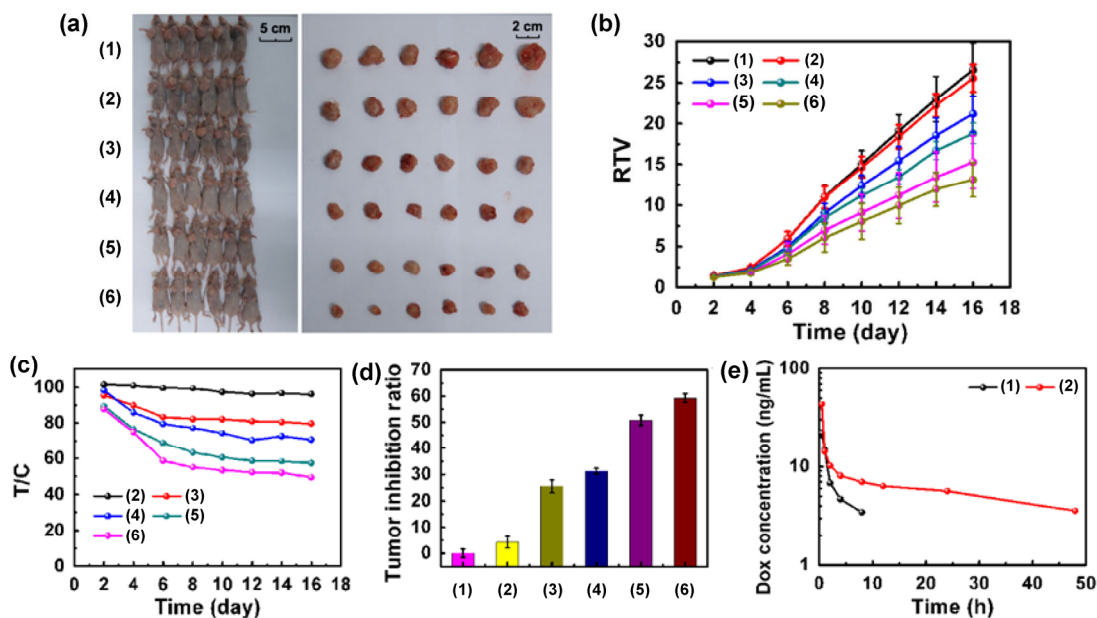 (a)
5 cm
2 cm
(1)
(2)
(3)
(4)
(5)
(6)
(b)
30
25
20
15
10
5
0
RTV
(1) (2)
(3) (4)
(5) (6)
0 2 4 6 8 10 12 14 16 18
Time (day)
(c)
100
80
60
40
20
0
T/C
(2) (3)
(4) (5)
(6)
0 2 4 6 8 10 12 14 16 18
Time (day)
(d)
70
60
50
40
30
20
10
0
Tumor inhibition ratio
(1) (2) (3) (4) (5) (6)
(e)
100
10
1
Dox concentration (ng/mL)
(1) (2)
0 10 20 30 40 50
Time (h)